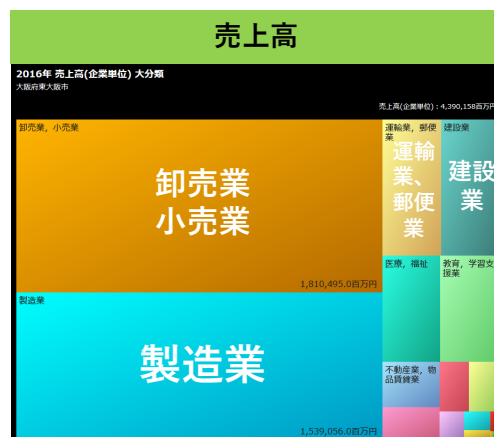 売上高
2016年 売上高(企業単位) 大分類
大阪府東大阪市
売上高(企業単位) : 4,390,158百万円
卸売業, 小売業
卸売業
小売業
1,810,495.0百万円
製造業
製造業
1,539,056.0百万円
運輸業, 郵便
業
運輸
業、
郵便
業
建設業
建設
業
医療, 福祉
教育, 学習支
援業
不動産業, 物
品賃貸業